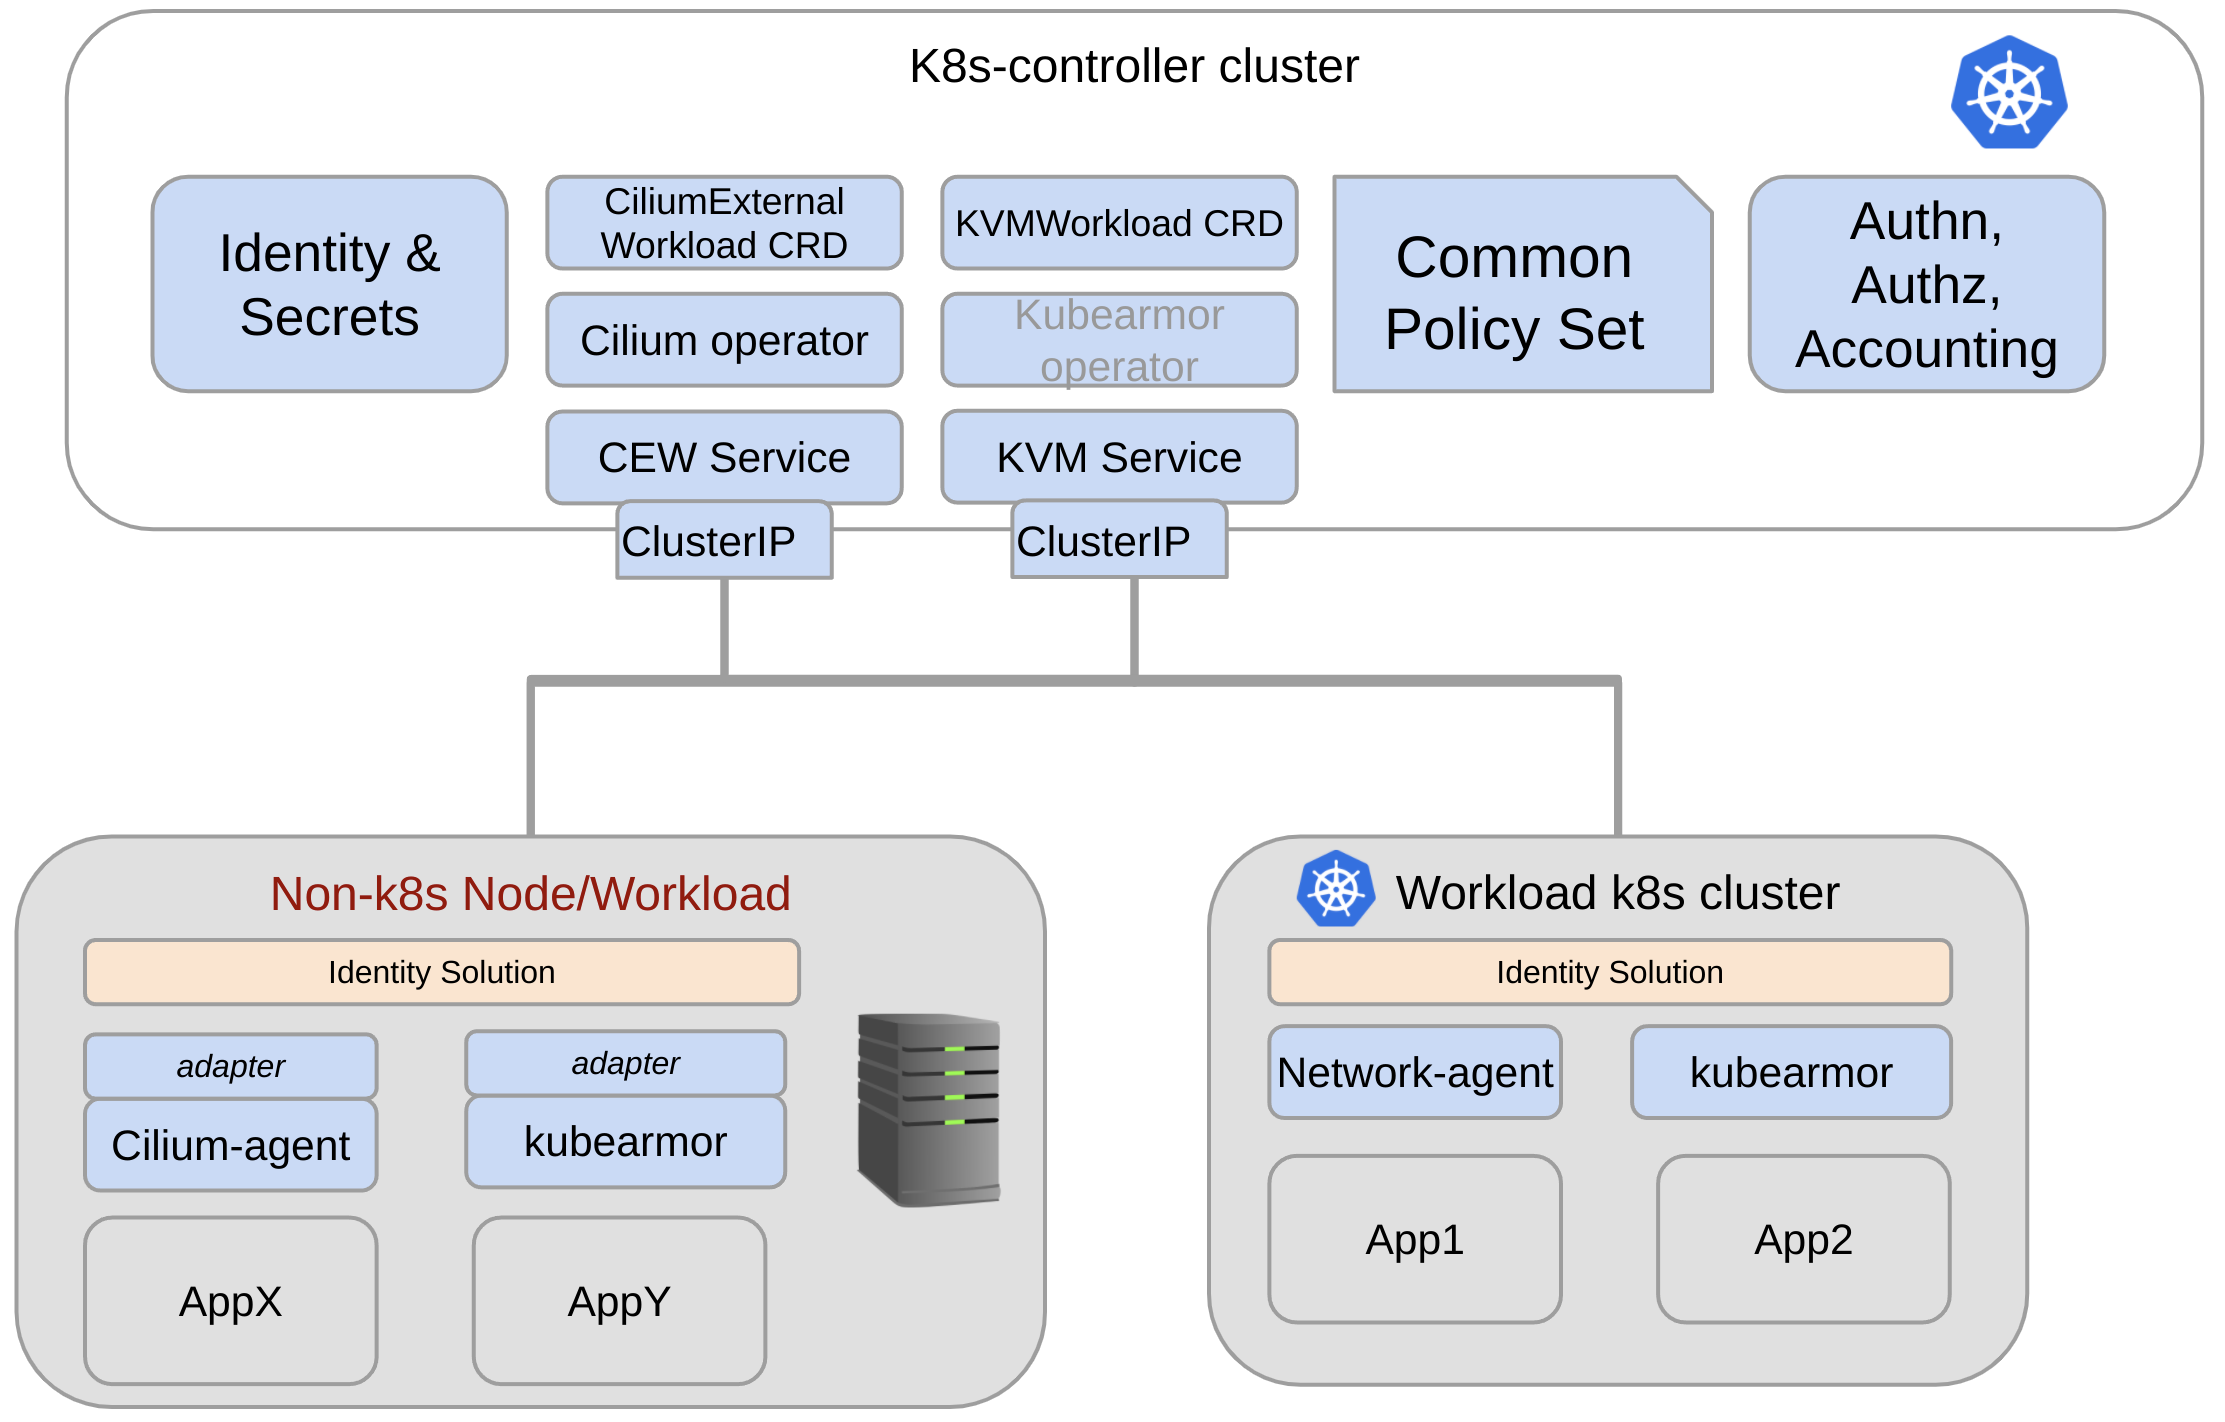 K8s-controller cluster
Identity &
Secrets
CiliumExternal
Workload CRD
Cilium operator
CEW Service
ClusterIP
KVMWorkload CRD
Kubearmor
operator
KVM Service
ClusterIP
Common
Policy Set
Authn,
Authz,
Accounting
Non-k8s Node/Workload
Identity Solution
adapter
Cilium-agent
adapter
kubearmor
AppX
AppY
Workload k8s cluster
Identity Solution
Network-agent
kubearmor
App1
App2